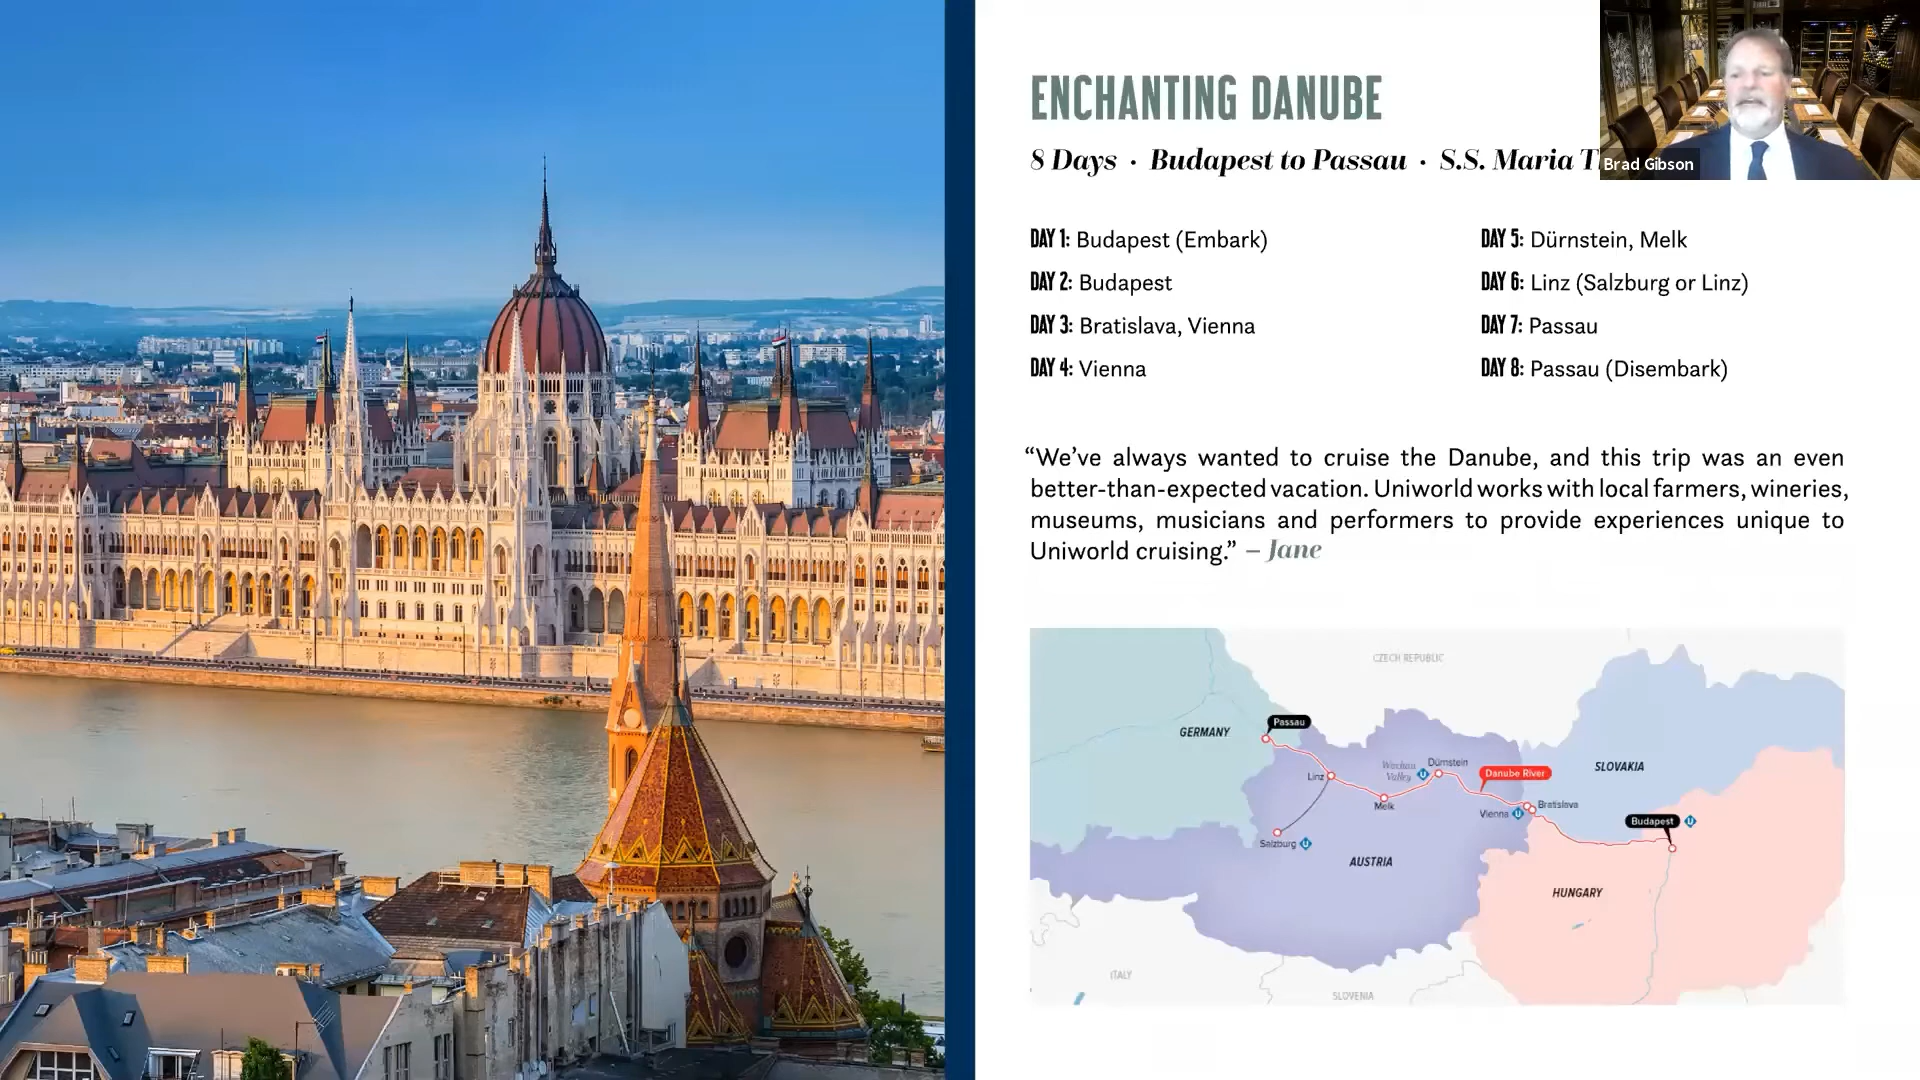 ENCHANTING DANUBE
8 Days · Budapest to Passau · S.S. Maria T
Brad Gibson
DAY 1: Budapest (Embark)
DAY 2: Budapest
DAY 3: Bratislava, Vienna
DAY 4: Vienna
DAY 5: Dürnstein, Melk
DAY 6: Linz (Salzburg or Linz)
DAY 7: Passau
DAY 8: Passau (Disembark)
“We’ve always wanted to cruise the Danube, and this trip was an even
better-than-expected vacation. Uniworld works with local farmers, wineries,
museums, musicians and performers to provide experiences unique to
Uniworld cruising.” – Jane
CZECH REPUBLIC
Passau
GERMANY
Wachau
Valley
U
Dürnstein
Linz
Danube River
SLOVAKIA
Melk
Vienna U
Bratislava
Budapest U
Salzburg U
AUSTRIA
HUNGARY
ITALY
SLOVENIA